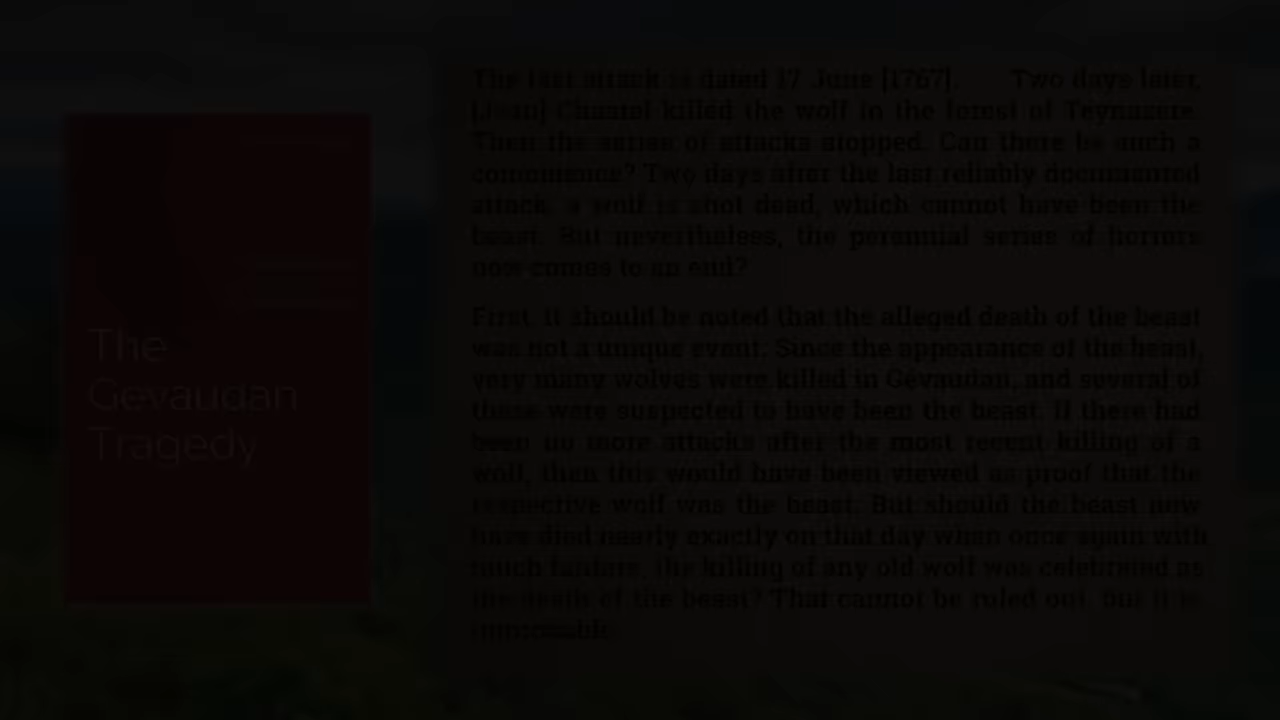 The
Gevaudan
Tragedy
The last attack is dated 17 June [1767]. Two days later,
[Jean] Chastel killed the wolf in the forest of Teynazère.
Then the series of attacks stopped. Can there be such a
coincidence? Two days after the last reliably documented
attack, a wolf is shot dead, which cannot have been the
beast. But nevertheless, the perennial series of horrors
now comes to an end?
First, it should be noted that the alleged death of the beast
was not a unique event. Since the appearance of the beast,
very many wolves were killed in Gévaudan, and several of
those were suspected to have been the beast. If there had
been no more attacks after the most recent killing of a
wolf, then this would have been viewed as proof that the
respective wolf was the beast. But should the beast now
have died nearly exactly on that day when once again with
much fanfare, the killing of any old wolf was celebrated as
the death of the beast? That cannot be ruled out, but it is
improbable.